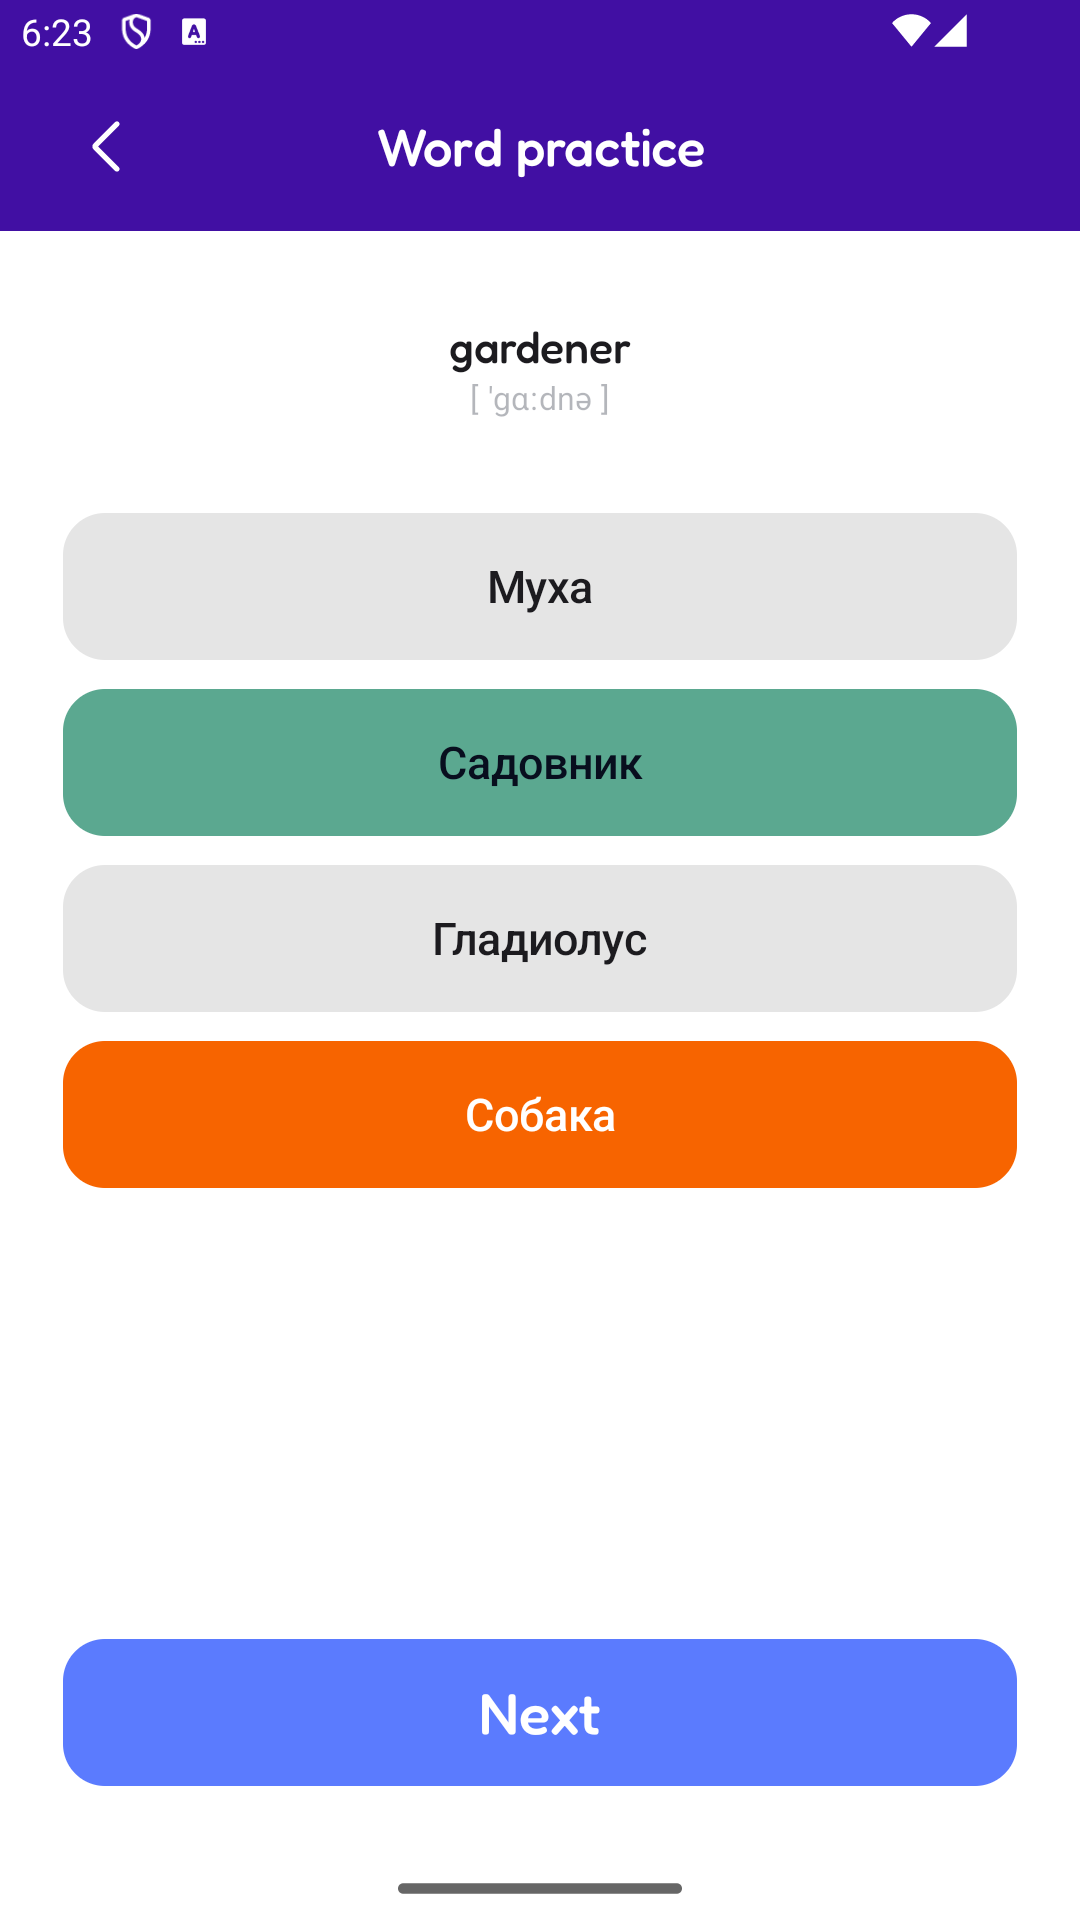 6:23
Word practice
gardener
[ 'gɑ:dnə ]
Муха
Садовник
Гладиолус
Собака
Next